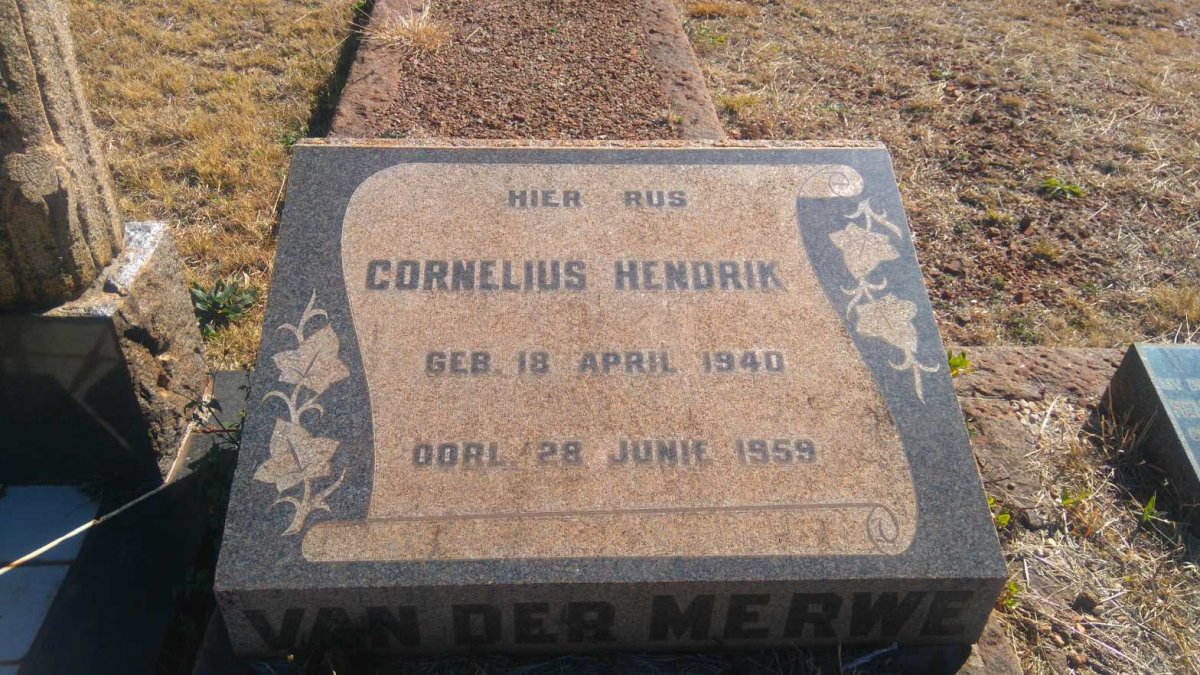 HIER RUS
CORNELIUS HENDRIK
GEB. 18 APRIL 1940
OORL. 28 JUNIE 1959
VAN DER MERWE